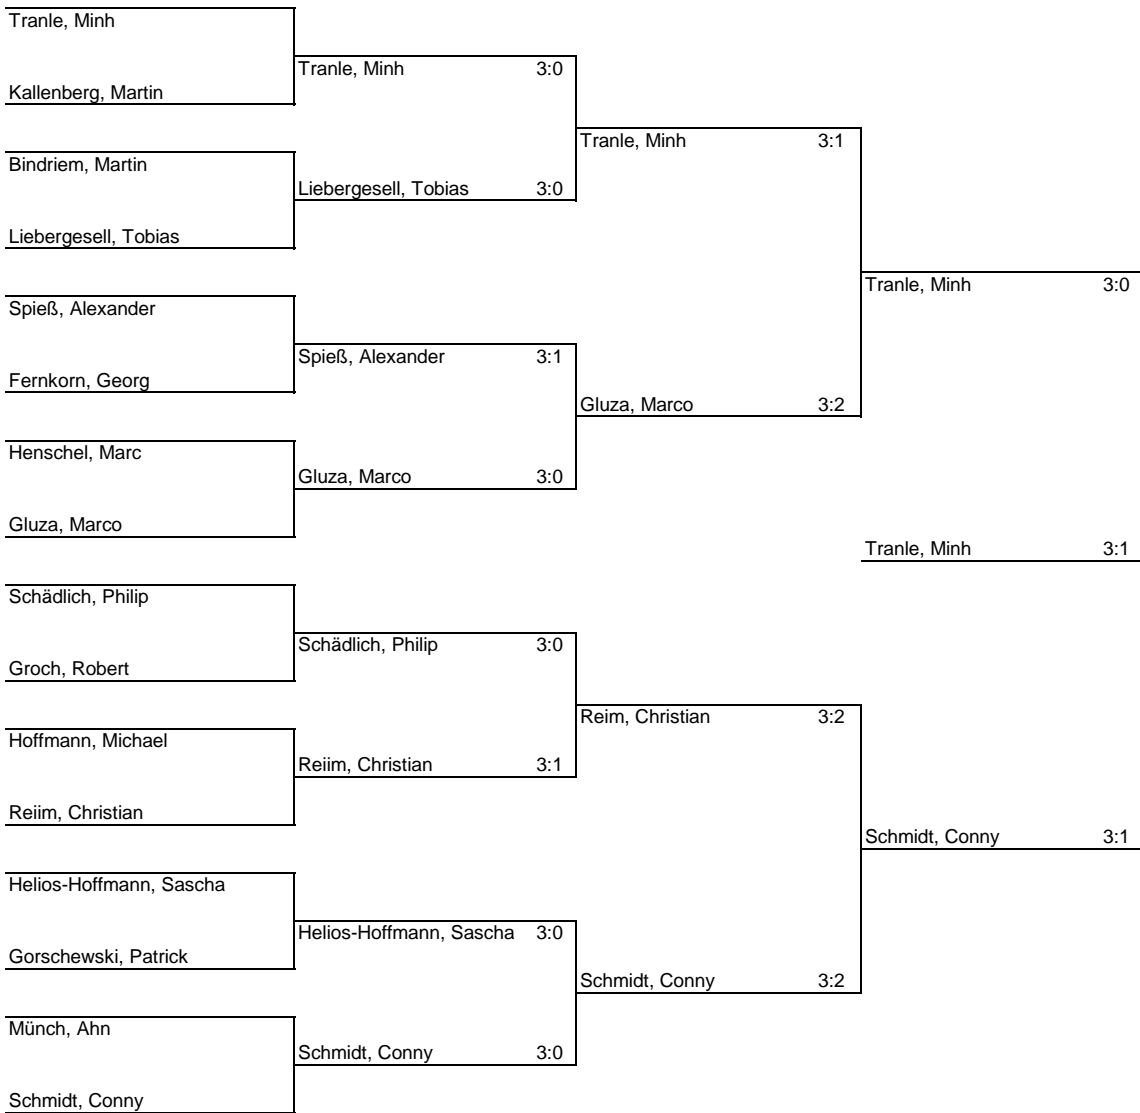 Tranle, Minh
Tranle, Minh 3:0
Kallenberg, Martin
Tranle, Minh 3:1
Bindriem, Martin
Liebergesell, Tobias 3:0
Liebergesell, Tobias
Tranle, Minh 3:0
Spieß, Alexander
Spieß, Alexander 3:1
Fernkorn, Georg
Gluza, Marco 3:2
Henschel, Marc
Gluza, Marco 3:0
Gluza, Marco
Tranle, Minh 3:1
Schädlich, Philip
Schädlich, Philip 3:0
Groch, Robert
Reim, Christian 3:2
Hoffmann, Michael
Reiim, Christian 3:1
Reiim, Christian
Schmidt, Conny 3:1
Helios-Hoffmann, Sascha
Helios-Hoffmann, Sascha 3:0
Gorschewski, Patrick
Schmidt, Conny 3:2
Münch, Ahn
Schmidt, Conny 3:0
Schmidt, Conny